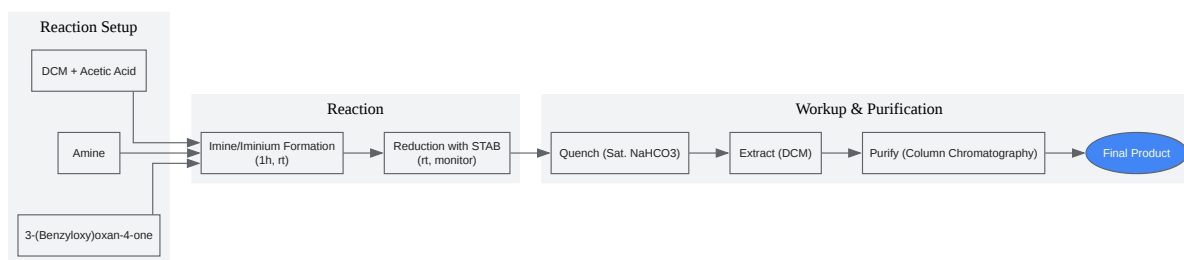 Reaction Setup
DCM + Acetic Acid
Amine
3-(Benzyloxy)oxan-4-one
Reaction
Imine/Iminium Formation
(1h, rt)
Reduction with STAB
(rt, monitor)
Workup & Purification
Quench (Sat. NaHCO3)
Extract (DCM)
Purify (Column Chromatography)
Final Product